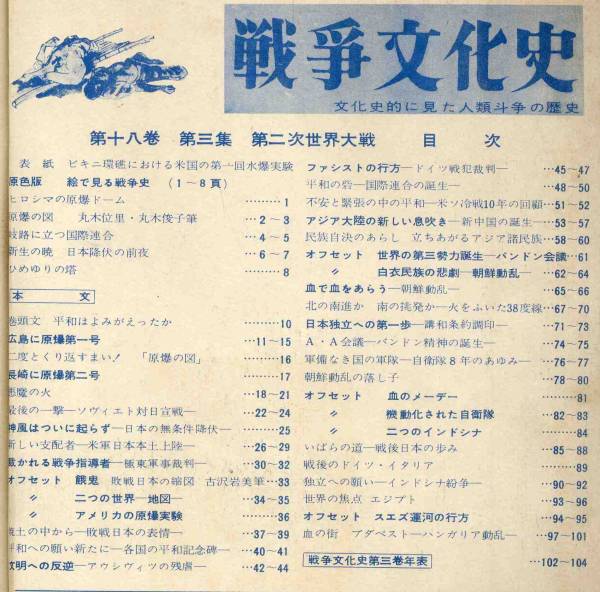 戦爭文化史
文化史的に見た人類斗争の歴史
第十八巻 第三集 第二次世界大戦 目次
表紙 ビキニ環礁における米国の第一回水爆実験
原色版 絵で見る戦争史 (1〜8頁)
ヒロシマの原爆ドーム………1
原爆の図 丸木位里・丸木俊子筆…2〜3
岐路に立つ国際連合…4〜5
新生の暁 日本降伏の前夜…6〜7
ひめゆりの塔………8
本文
巻頭文 平和はよみがえったか………10
広島に原爆第一号…11〜15
二度とくり返すまい! 「原爆の図」………16
長崎に原爆第二号………17
悪魔の火…18〜21
最後の一撃―ソヴィエト対日宣戦―…22〜24
神風はついに起らず―日本の無条件降伏―………25
新しい支配者―米軍日本本土上陸―…26〜29
裁かれる戦争指導者―極東軍事裁判―…30〜32
オフセット 餓鬼 敗戦日本の縮図 古沢岩美筆…33
〃 二つの世界―地図―…34〜35
〃 アメリカの原爆実験………36
焦土の中から―敗戦日本の表情―…37〜39
平和への願い新たに―各国の平和記念碑―…40〜41
文明への反逆―アウシヴィツの残虐―…42〜44
ファシストの行方―ドイツ戦犯裁判―…45〜47
平和の砦―国際連合の誕生―…48〜50
不安と緊張の中の平和―米ソ冷戦10年の回顧…51〜52
アジア大陸の新しい息吹き―新中国の誕生―…53〜57
民族自決のあらし 立ちあがるアジア諸民族…58〜60
オフセット 世界の第三勢力誕生―バンドン会議…61
〃 白衣民族の悲劇―朝鮮動乱―…62〜64
血で血をあらう―朝鮮動乱―…65〜66
北の南進か 南の挑発か―火をふいた38度線…67〜70
日本独立への第一歩―講和条約調印―…71〜73
A・A会議―バンドン精神の誕生―…74〜75
軍備なき国の軍隊―自衛隊8年のあゆみ―…76〜77
朝鮮動乱の落し子…78〜80
オフセット 血のメーデー………81
〃 機動化された自衛隊…82〜83
〃 二つのインドシナ………84
いばらの道―戦後日本の歩み…85〜88
戦後のドイツ・イタリア………89
独立への願い―インドシナ紛争―…90〜92
世界の焦点 エジプト…93〜96
オフセット スエズ運河の行方…94〜95
血の街 ブダペスト―ハンガリア動乱―…97〜101
戦争文化史第三巻年表…102〜104